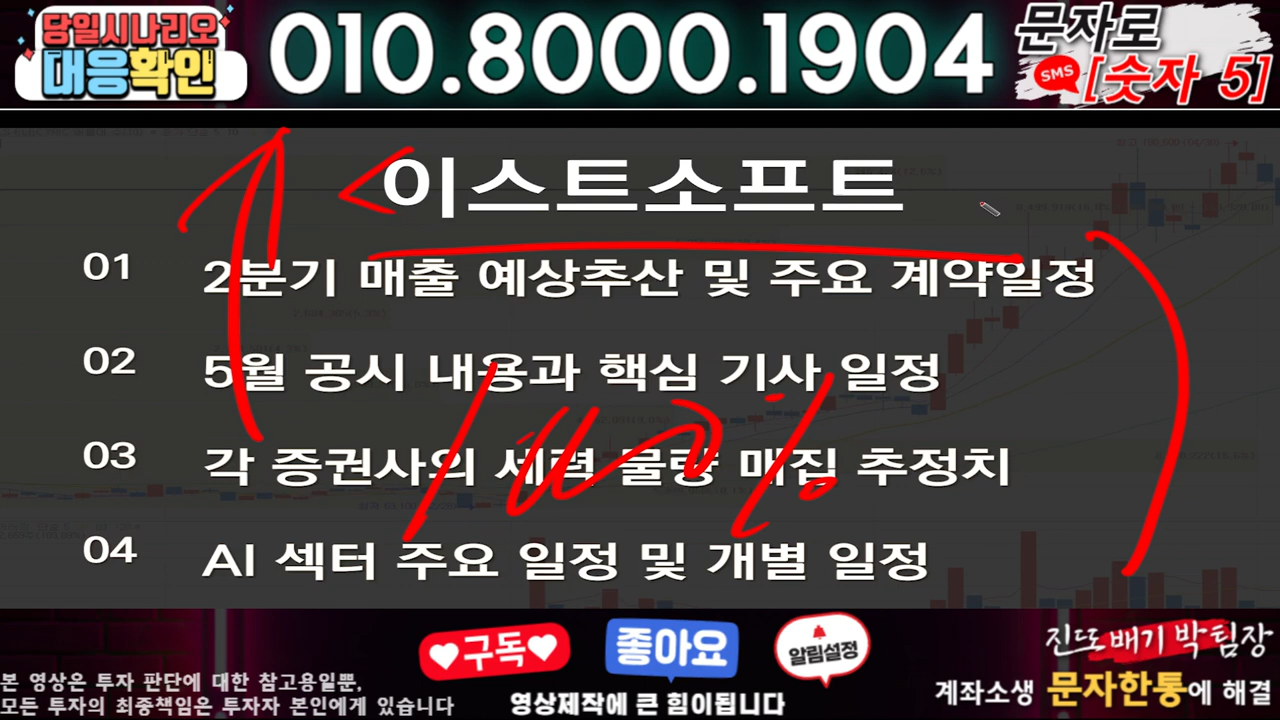 당일시나리오
대응확인
010.8000.1904
문자로
SMS
[숫자 5]
이스트소프트
01 2분기 매출 예상추산 및 주요 계약일정
02 5월 공시 내용과 핵심 기사 일정
03 각 증권사의 세력 물량 매집 추정치
100%
04 AI 섹터 주요 일정 및 개별 일정
구독
좋아요
알림설정
진또배기 박팀장
본 영상은 투자 판단에 대한 참고용일뿐,
모든 투자의 최종책임은 투자자 본인에게 있습니다
영상제작에 큰 힘이됩니다
계좌소생 문자한통에 해결